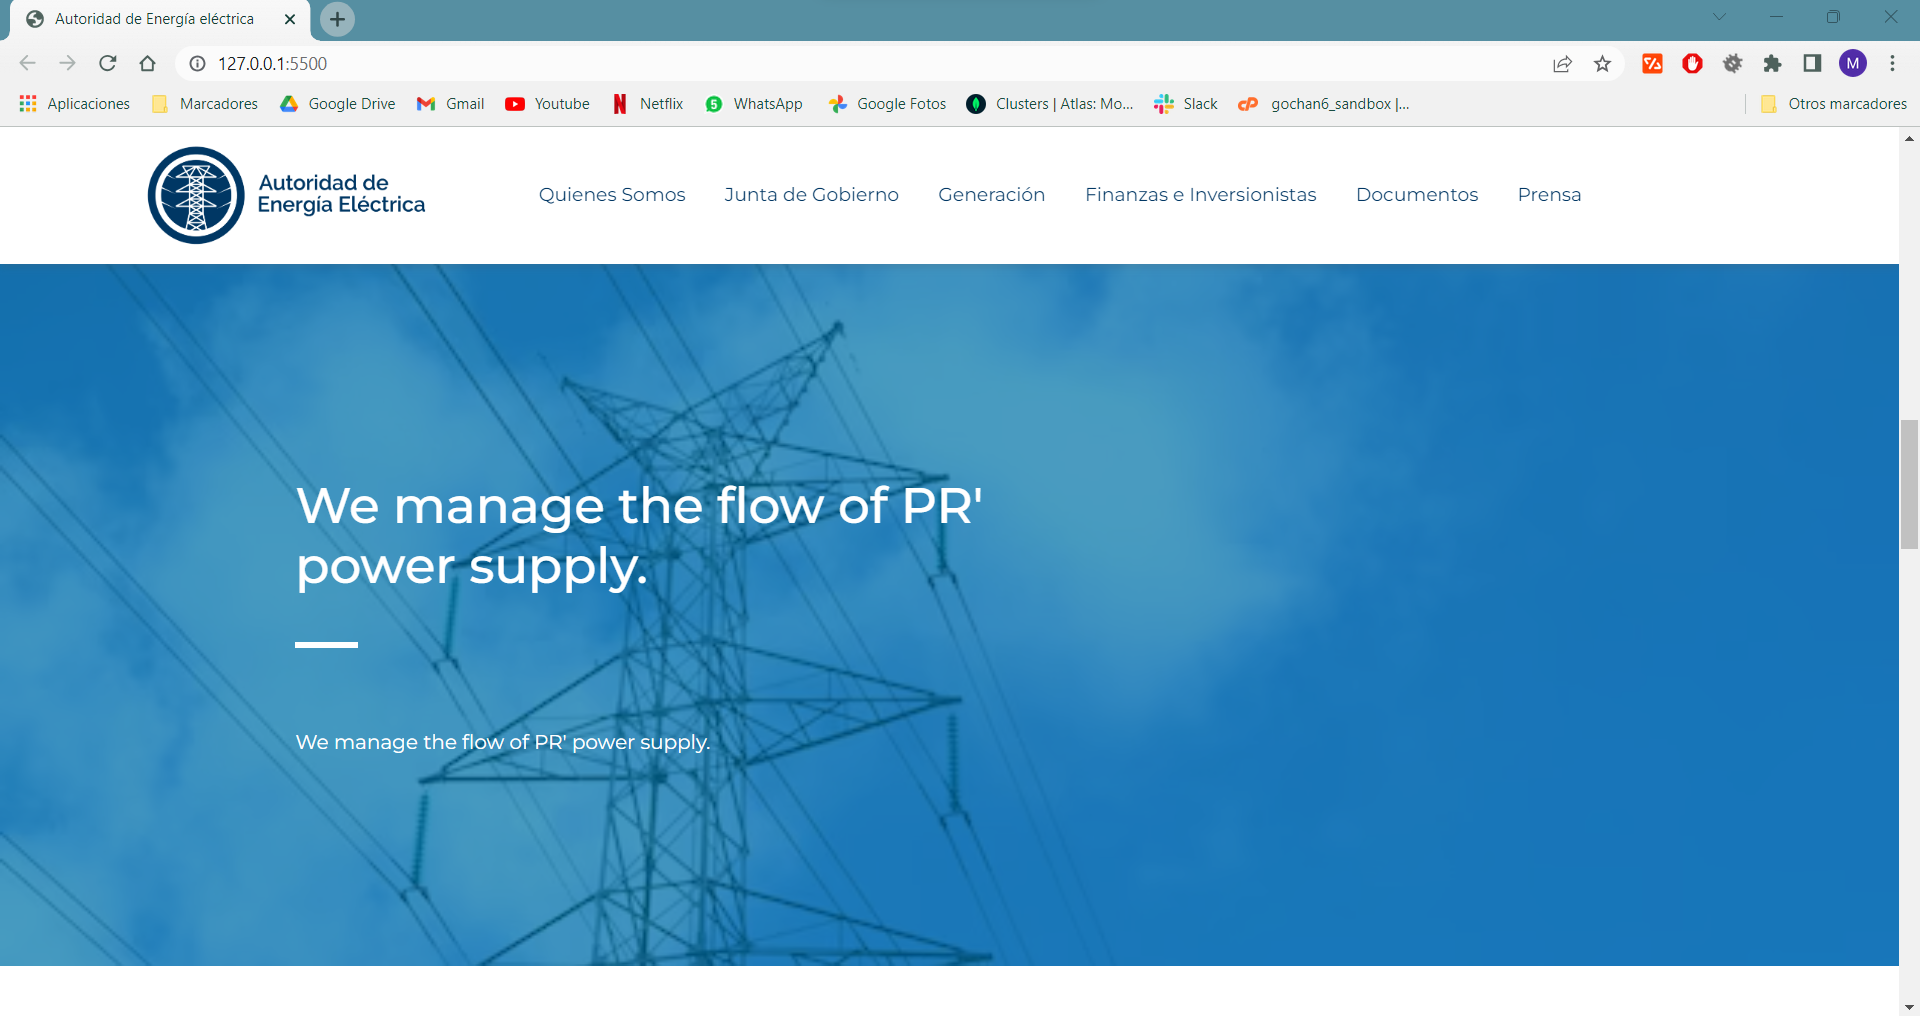 Autoridad de Energía eléctrica
127.0.0.1:5500
M
Aplicaciones
Marcadores
Google Drive
Gmail
Youtube
Netflix
5
WhatsApp
Google Fotos
Clusters | Atlas: Mo...
Slack
gochan6_sandbox |...
Otros marcadores
Autoridad de
Energía Eléctrica
Quienes Somos
Junta de Gobierno
Generación
Finanzas e Inversionistas
Documentos
Prensa
We manage the flow of PR'
power supply.
We manage the flow of PR' power supply.